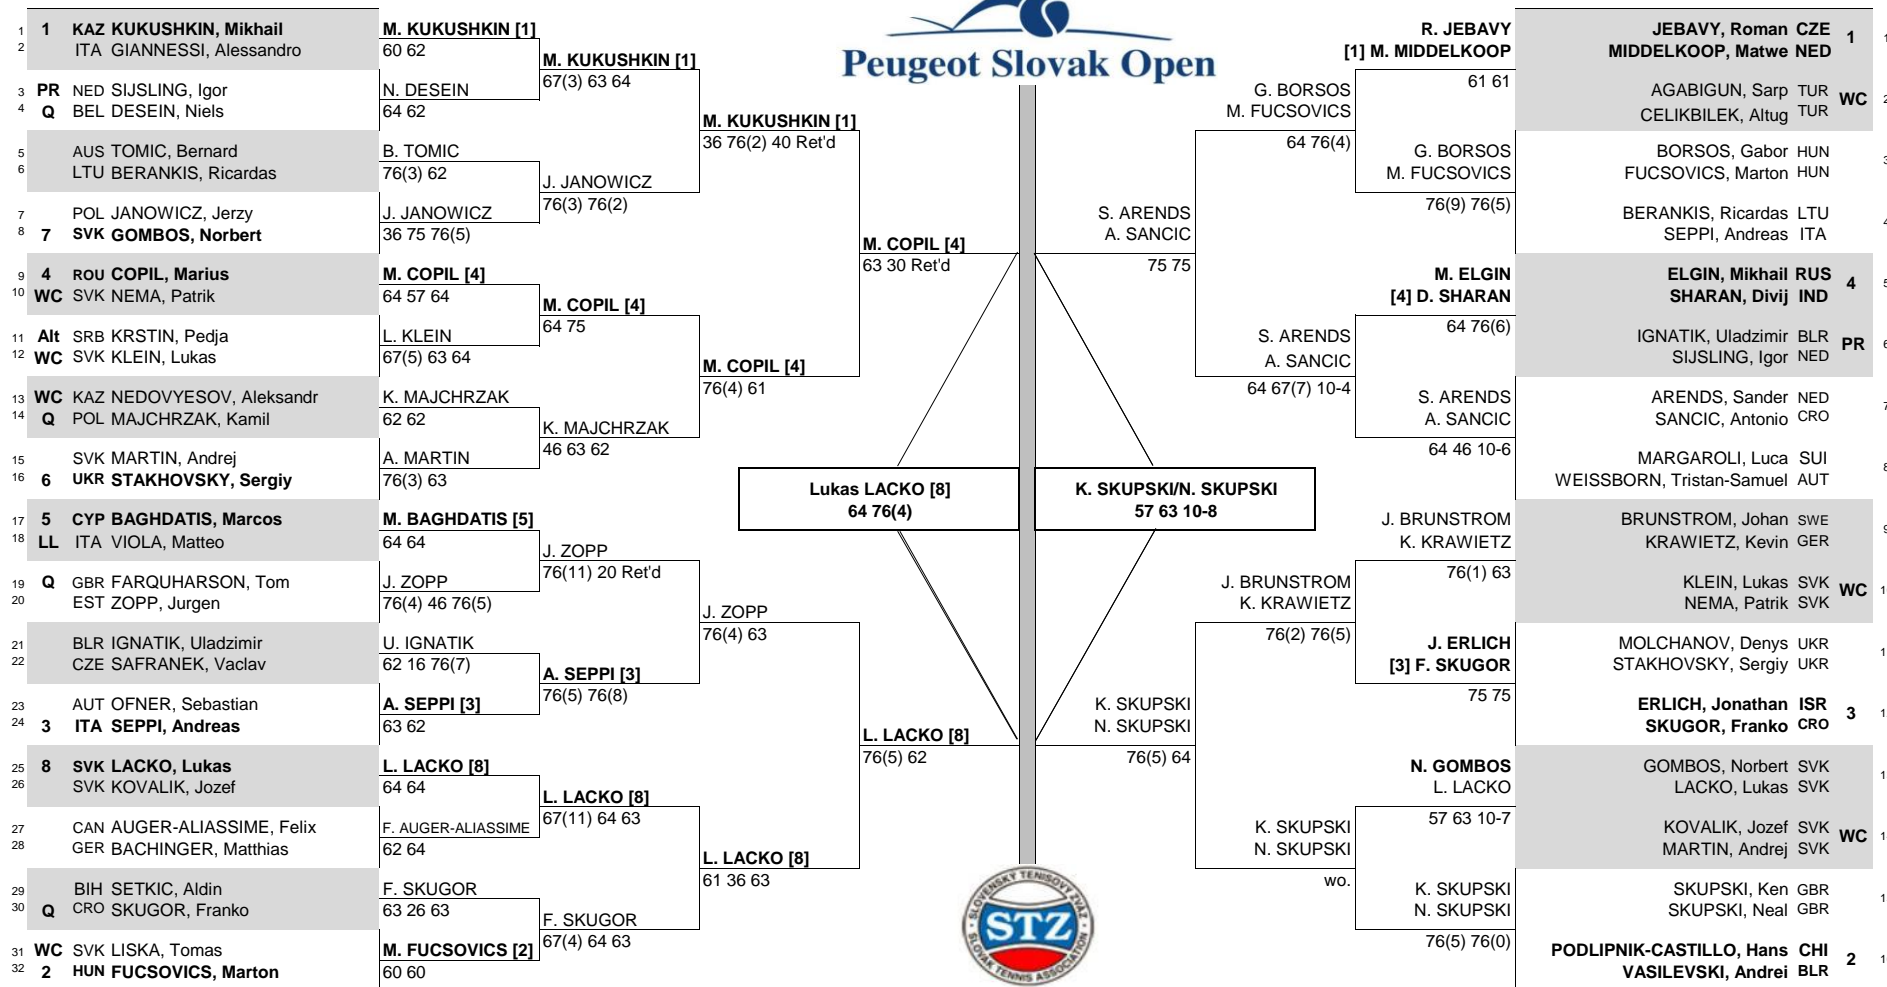 Peugeot Slovak Open
1 1 KAZ KUKUSHKIN, Mikhail
2 ITA GIANNESSI, Alessandro
3 PR NED SIJSLING, Igor
4 Q BEL DESEIN, Niels
5 AUS TOMIC, Bernard
6 LTU BERANKIS, Ricardas
7 POL JANOWICZ, Jerzy
8 7 SVK GOMBOS, Norbert
9 4 ROU COPIL, Marius
10 WC SVK NEMA, Patrik
11 Alt SRB KRSTIN, Pedja
12 WC SVK KLEIN, Lukas
13 WC KAZ NEDOVYESOV, Aleksandr
14 Q POL MAJCHRZAK, Kamil
15 SVK MARTIN, Andrej
16 6 UKR STAKHOVSKY, Sergiy
17 5 CYP BAGHDATIS, Marcos
18 LL ITA VIOLA, Matteo
19 Q GBR FARQUHARSON, Tom
20 EST ZOPP, Jurgen
21 BLR IGNATIK, Uladzimir
22 CZE SAFRANEK, Vaclav
23 AUT OFNER, Sebastian
24 3 ITA SEPPI, Andreas
25 8 SVK LACKO, Lukas
26 SVK KOVALIK, Jozef
27 CAN AUGER-ALIASSIME, Felix
28 GER BACHINGER, Matthias
29 BIH SETKIC, Aldin
30 Q CRO SKUGOR, Franko
31 WC SVK LISKA, Tomas
32 2 HUN FUCSOVICS, Marton
M. KUKUSHKIN [1]
60 62
N. DESEIN
64 62
B. TOMIC
76(3) 62
J. JANOWICZ
36 75 76(5)
M. COPIL [4]
64 57 64
L. KLEIN
67(5) 63 64
K. MAJCHRZAK
62 62
A. MARTIN
76(3) 63
M. BAGHDATIS [5]
64 64
J. ZOPP
76(4) 46 76(5)
U. IGNATIK
62 16 76(7)
A. SEPPI [3]
63 62
L. LACKO [8]
64 64
F. AUGER-ALIASSIME
62 64
F. SKUGOR
63 26 63
M. FUCSOVICS [2]
60 60
M. KUKUSHKIN [1]
67(3) 63 64
J. JANOWICZ
76(3) 76(2)
M. COPIL [4]
64 75
K. MAJCHRZAK
46 63 62
J. ZOPP
76(11) 20 Ret'd
A. SEPPI [3]
76(5) 76(8)
L. LACKO [8]
67(11) 64 63
F. SKUGOR
67(4) 64 63
M. KUKUSHKIN [1]
36 76(2) 40 Ret'd
M. COPIL [4]
76(4) 61
J. ZOPP
76(4) 63
L. LACKO [8]
61 36 63
M. COPIL [4]
63 30 Ret'd
L. LACKO [8]
76(5) 62
Lukas LACKO [8]
64 76(4)
K. SKUPSKI/N. SKUPSKI
57 63 10-8
S. ARENDS
A. SANCIC
75 75
K. SKUPSKI
N. SKUPSKI
76(5) 64
G. BORSOS
M. FUCSOVICS
64 76(4)
S. ARENDS
A. SANCIC
64 67(7) 10-4
J. BRUNSTROM
K. KRAWIETZ
76(2) 76(5)
K. SKUPSKI
N. SKUPSKI
wo.
R. JEBAVY
[1] M. MIDDELKOOP
61 61
G. BORSOS
M. FUCSOVICS
76(9) 76(5)
M. ELGIN
[4] D. SHARAN
64 76(6)
S. ARENDS
A. SANCIC
64 46 10-6
J. BRUNSTROM
K. KRAWIETZ
76(1) 63
J. ERLICH
[3] F. SKUGOR
75 75
N. GOMBOS
L. LACKO
57 63 10-7
K. SKUPSKI
N. SKUPSKI
76(5) 76(0)
JEBAVY, Roman CZE 1
MIDDELKOOP, Matwe NED
AGABIGUN, Sarp TUR WC
CELIKBILEK, Altug TUR
BORSOS, Gabor HUN
FUCSOVICS, Marton HUN
BERANKIS, Ricardas LTU
SEPPI, Andreas ITA
ELGIN, Mikhail RUS 4
SHARAN, Divij IND
IGNATIK, Uladzimir BLR PR
SIJSLING, Igor NED
ARENDS, Sander NED
SANCIC, Antonio CRO
MARGAROLI, Luca SUI
WEISSBORN, Tristan-Samuel AUT
BRUNSTROM, Johan SWE
KRAWIETZ, Kevin GER
KLEIN, Lukas SVK WC
NEMA, Patrik SVK
MOLCHANOV, Denys UKR
STAKHOVSKY, Sergiy UKR
ERLICH, Jonathan ISR 3
SKUGOR, Franko CRO
GOMBOS, Norbert SVK
LACKO, Lukas SVK
KOVALIK, Jozef SVK WC
MARTIN, Andrej SVK
SKUPSKI, Ken GBR
SKUPSKI, Neal GBR
PODLIPNIK-CASTILLO, Hans CHI 2
VASILEVSKI, Andrei BLR
SLOVENSKÝ TENISOVÝ ZVÄZ
STZ
SLOVAK TENNIS ASSOCIATION